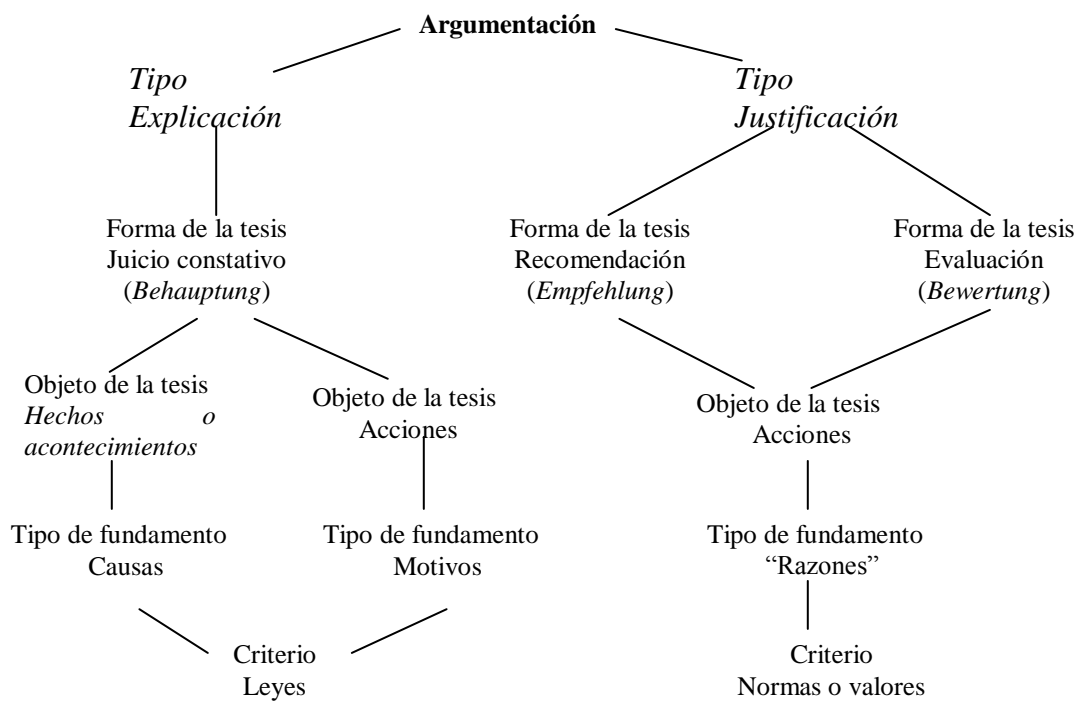 Argumentación
Tipo
Explicación
Tipo
Justificación
Forma de la tesis
Juicio constativo
(Behauptung)
Forma de la tesis
Recomendación
(Empfehlung)
Forma de la tesis
Evaluación
(Bewertung)
Objeto de la tesis
Hechos o
acontecimientos
Objeto de la tesis
Acciones
Objeto de la tesis
Acciones
Tipo de fundamento
Causas
Tipo de fundamento
Motivos
Tipo de fundamento
“Razones”
Criterio
Leyes
Criterio
Normas o valores